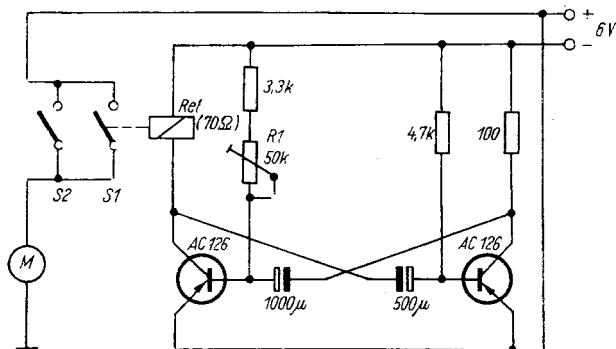 +
6V
−
3,3k
Rel
(70Ω)
R1
50k
4,7k
100
S2
S1
AC 126
AC 126
M
1000µ
500µ